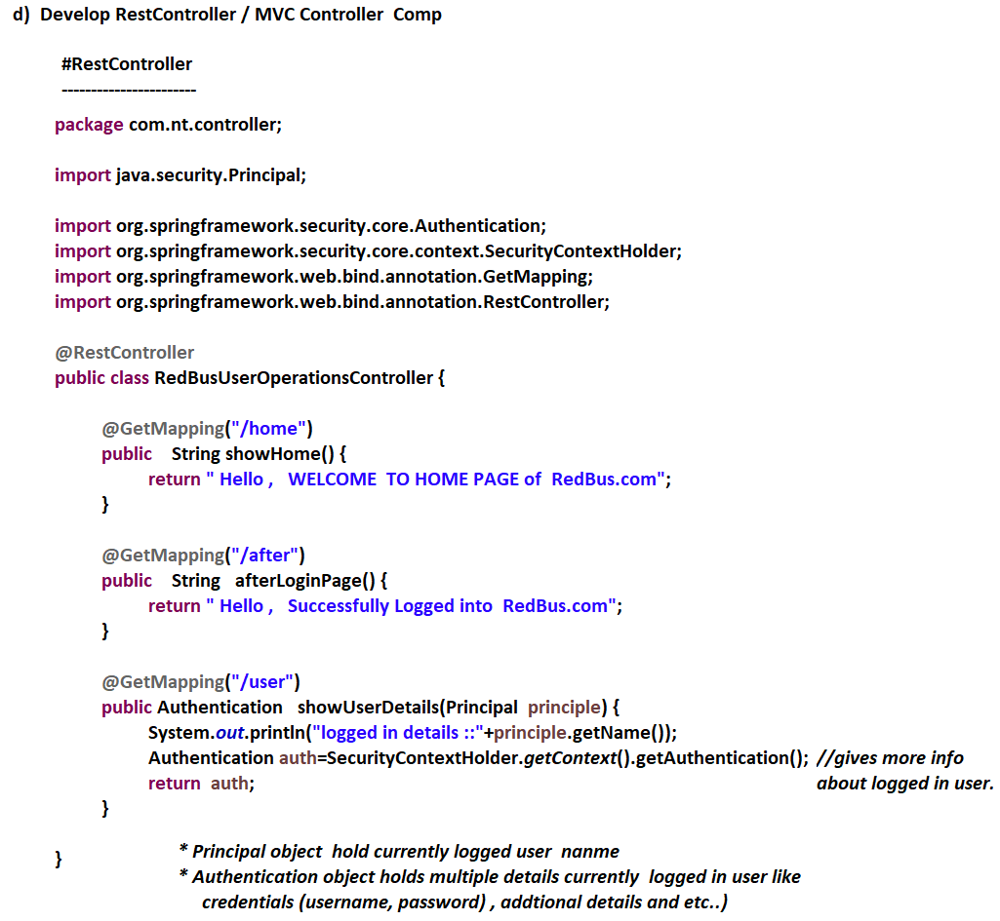 d)  Develop RestController / MVC Controller  Comp
#RestController
-----------------------
package com.nt.controller;
import java.security.Principal;
import org.springframework.security.core.Authentication;
import org.springframework.security.core.context.SecurityContextHolder;
import org.springframework.web.bind.annotation.GetMapping;
import org.springframework.web.bind.annotation.RestController;
@RestController
public class RedBusUserOperationsController {
@GetMapping("/home")
public    String showHome() {
return " Hello ,   WELCOME  TO HOME PAGE of  RedBus.com";
}
@GetMapping("/after")
public    String   afterLoginPage() {
return " Hello ,   Successfully Logged into  RedBus.com";
}
@GetMapping("/user")
public Authentication   showUserDetails(Principal  principle) {
System.out.println("logged in details ::"+principle.getName());
Authentication auth=SecurityContextHolder.getContext().getAuthentication();  //gives more info
return  auth;                    about logged in user.
}
* Principal object  hold currently logged user  nanme
}
* Authentication object holds multiple details currently  logged in user like
credentials (username, password) , addtional details and etc..)